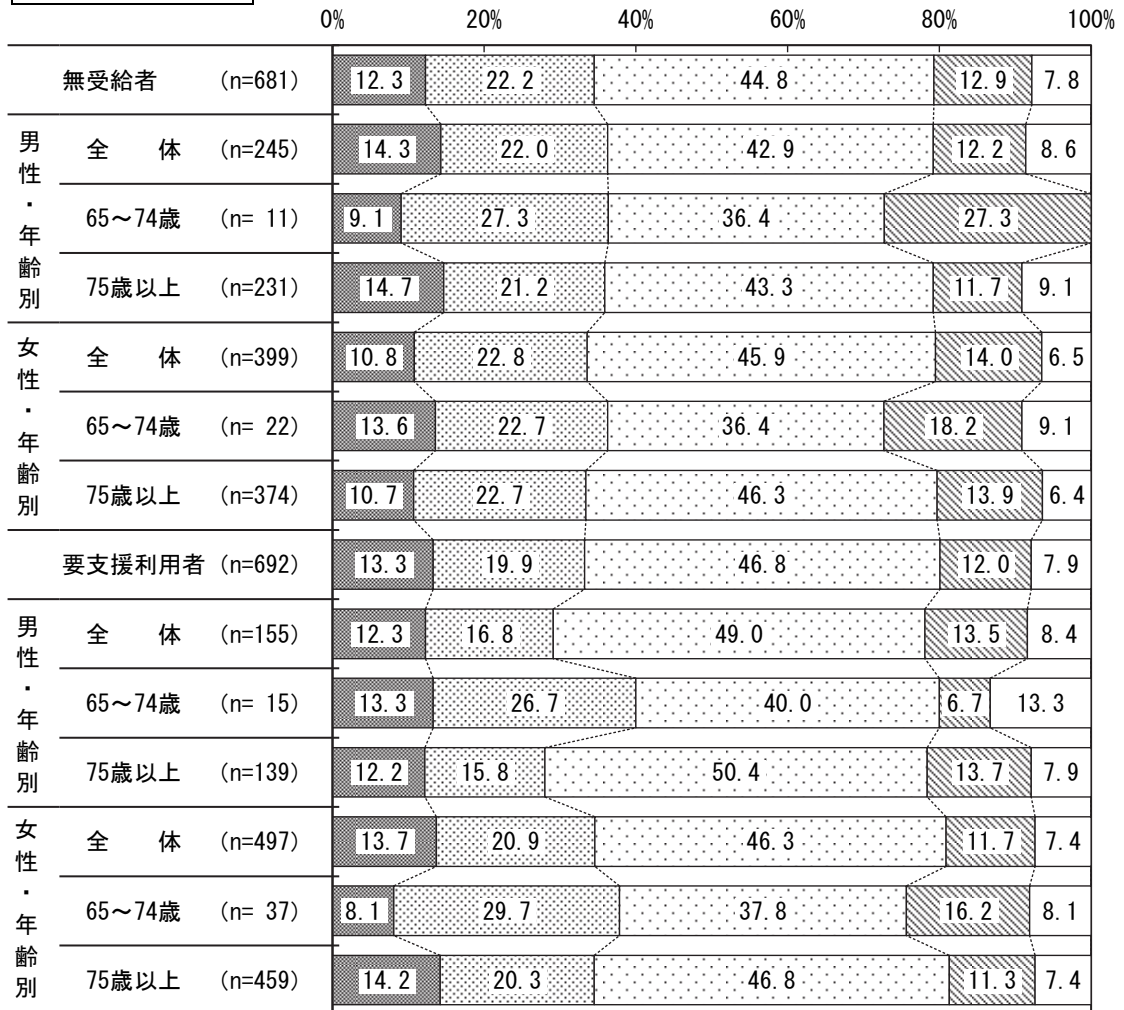 0% 20% 40% 60% 80% 100%
無受給者 (n=681) 12.3 22.2 44.8 12.9 7.8
男性・年齢別
全 体 (n=245) 14.3 22.0 42.9 12.2 8.6
65～74歳 (n= 11) 9.1 27.3 36.4 27.3
75歳以上 (n=231) 14.7 21.2 43.3 11.7 9.1
女性・年齢別
全 体 (n=399) 10.8 22.8 45.9 14.0 6.5
65～74歳 (n= 22) 13.6 22.7 36.4 18.2 9.1
75歳以上 (n=374) 10.7 22.7 46.3 13.9 6.4
要支援利用者 (n=692) 13.3 19.9 46.8 12.0 7.9
男性・年齢別
全 体 (n=155) 12.3 16.8 49.0 13.5 8.4
65～74歳 (n= 15) 13.3 26.7 40.0 6.7 13.3
75歳以上 (n=139) 12.2 15.8 50.4 13.7 7.9
女性・年齢別
全 体 (n=497) 13.7 20.9 46.3 11.7 7.4
65～74歳 (n= 37) 8.1 29.7 37.8 16.2 8.1
75歳以上 (n=459) 14.2 20.3 46.8 11.3 7.4